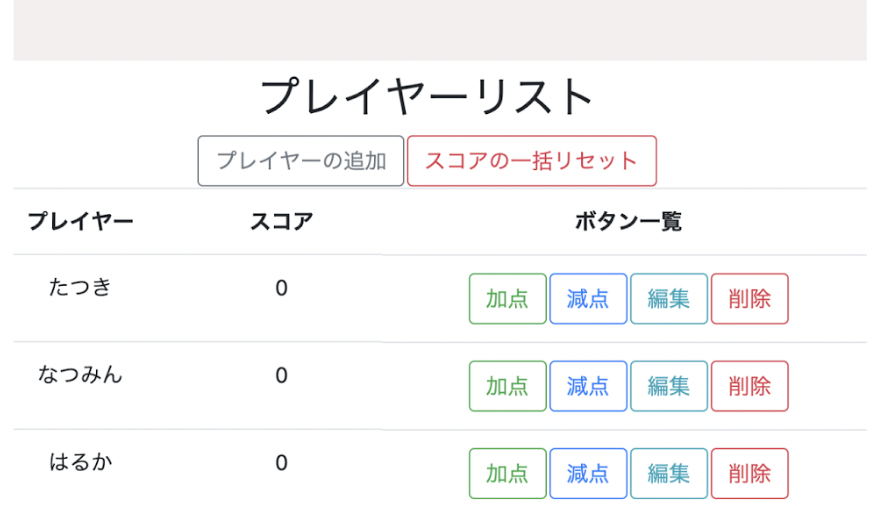 プレイヤーリスト
プレイヤーの追加 スコアの一括リセット
プレイヤー スコア ボタン一覧
たつき 0 加点 減点 編集 削除
なつみん 0 加点 減点 編集 削除
はるか 0 加点 減点 編集 削除